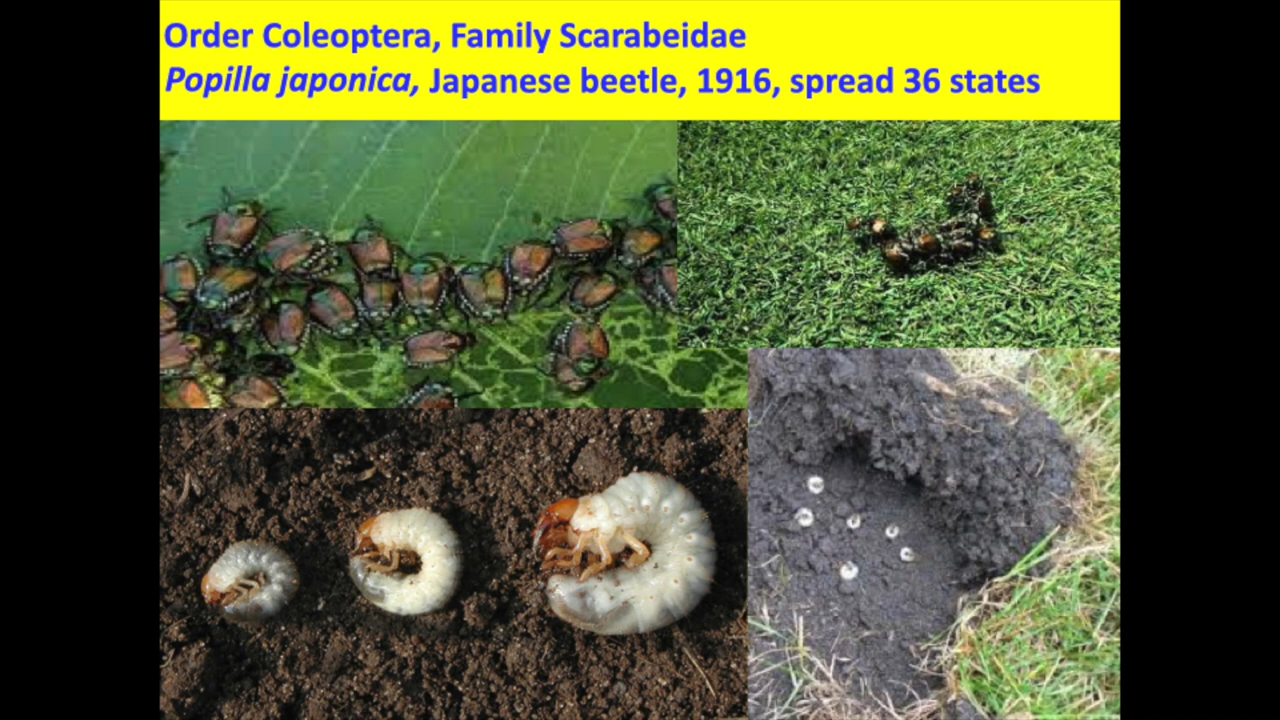 Order Coleoptera, Family Scarabeidae
Popilla japonica, Japanese beetle, 1916, spread 36 states